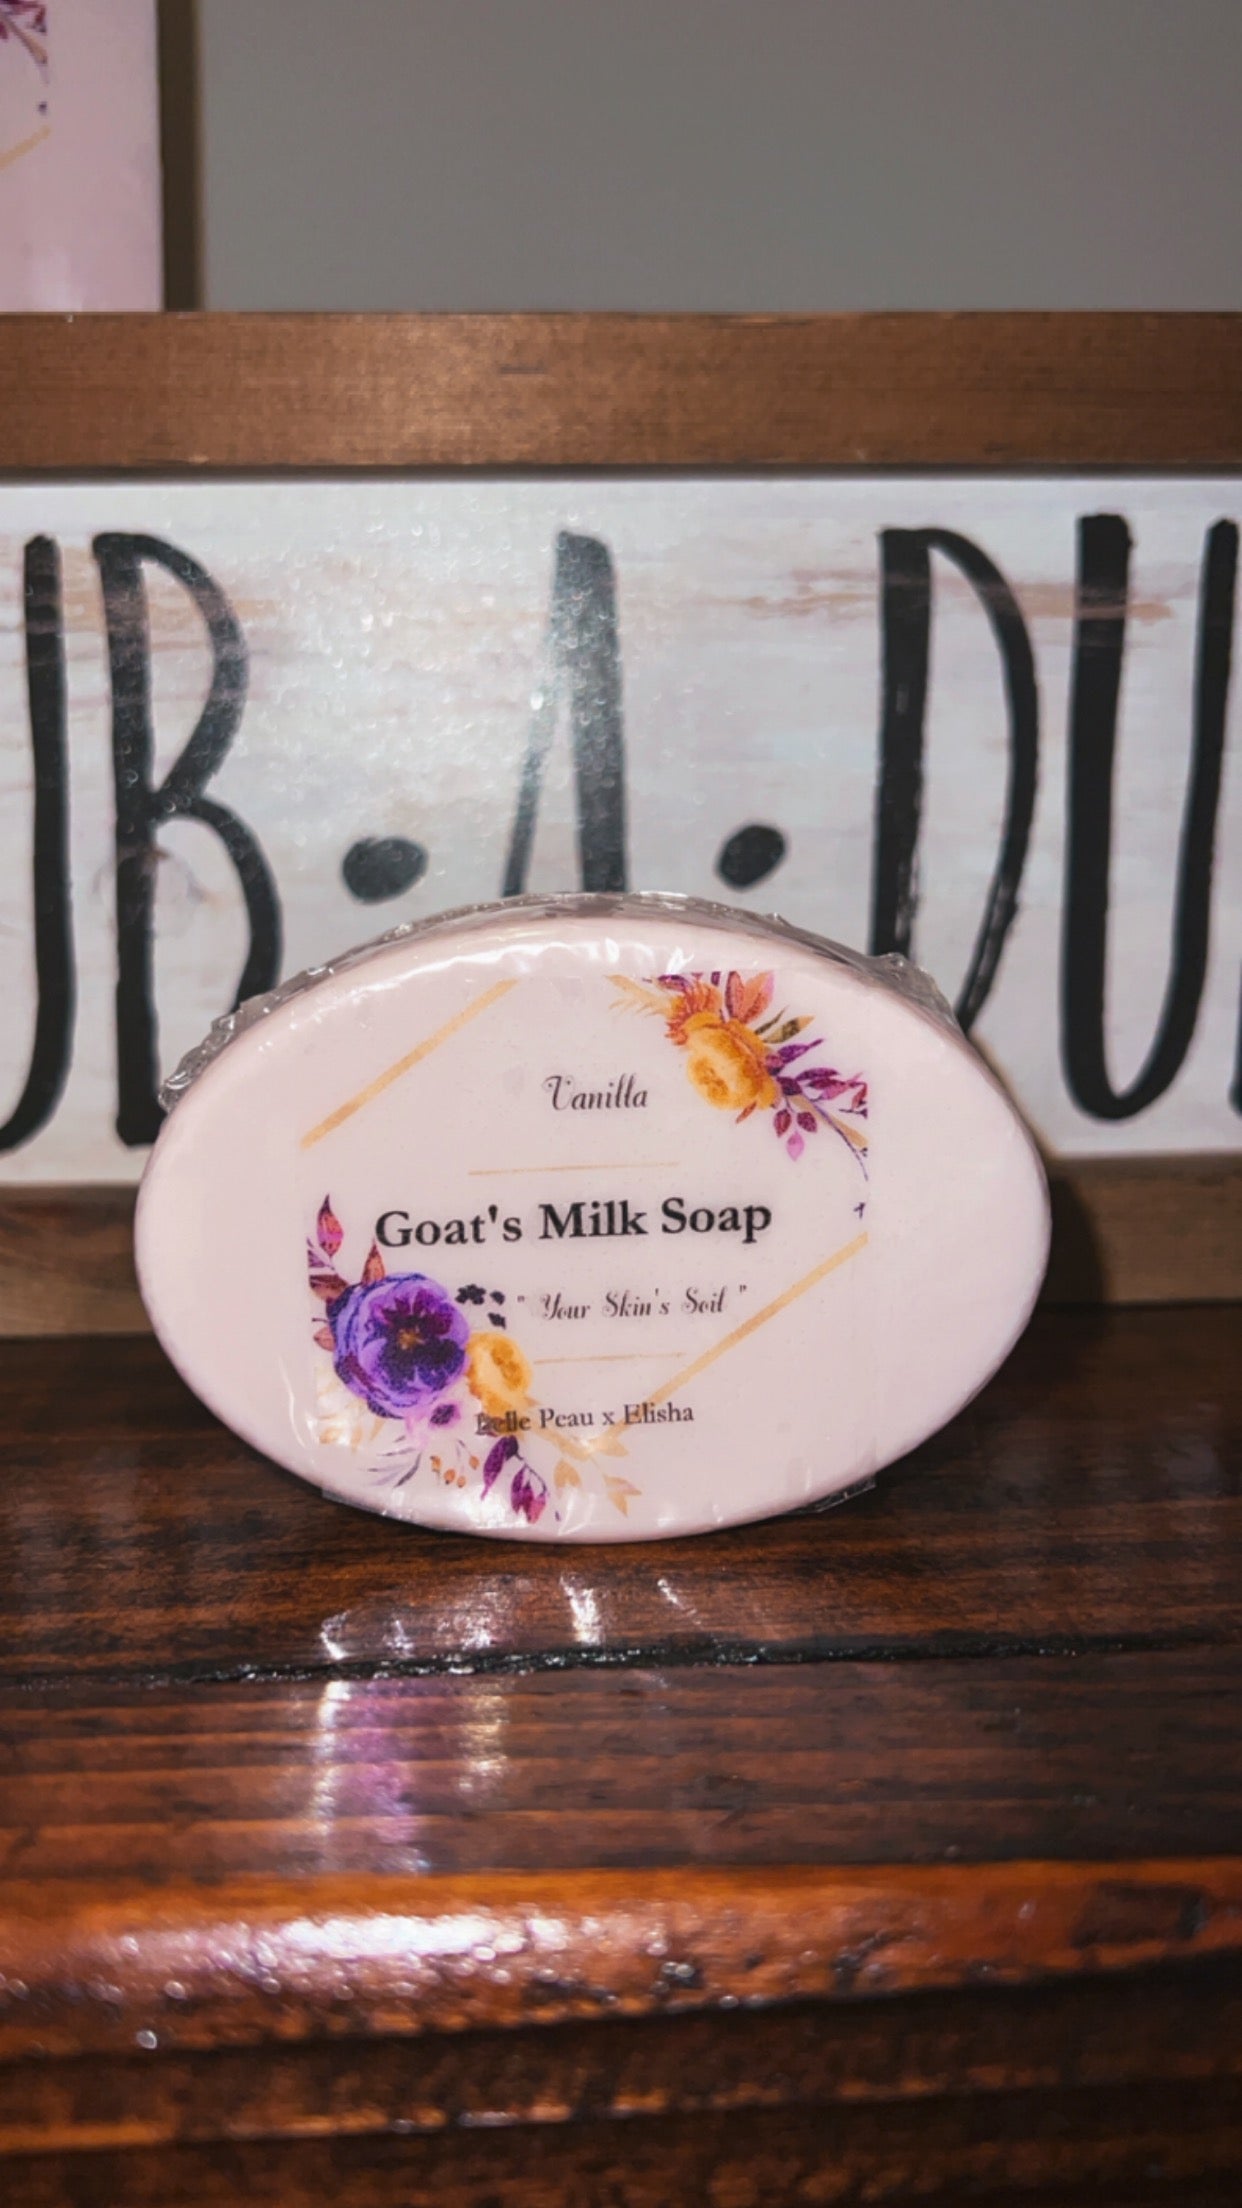 UB•A•DU
Vanilla
Goat's Milk Soap
" Your Skin's Soil "
Belle Peau x Elisha